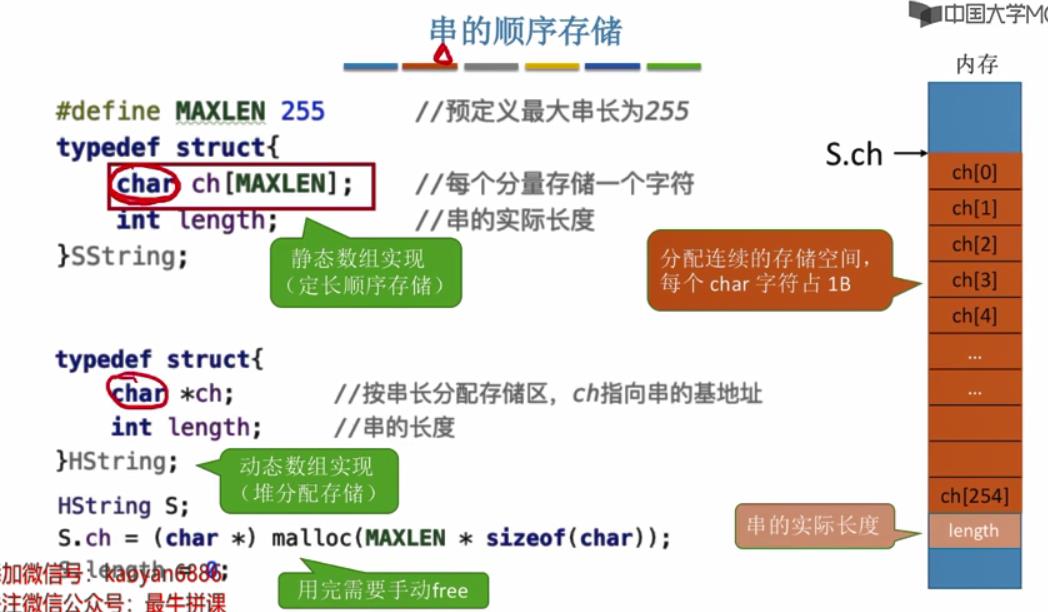 中国大学MO
串的顺序存储
内存
#define MAXLEN 255 //预定义最大串长为255
typedef struct{
char ch[MAXLEN]; //每个分量存储一个字符
int length; //串的实际长度
}SString;
静态数组实现
（定长顺序存储）
分配连续的存储空间，
每个 char 字符占 1B
S.ch
ch[0]
ch[1]
ch[2]
ch[3]
ch[4]
...
...
ch[254]
length
串的实际长度
typedef struct{
char *ch; //按串长分配存储区，ch指向串的基地址
int length; //串的长度
}HString;
动态数组实现
（堆分配存储）
HString S;
S.ch = (char *) malloc(MAXLEN * sizeof(char));
S.length = 0;
用完需要手动free
加微信号：kaoyan6886
注微信公众号：最牛拼课